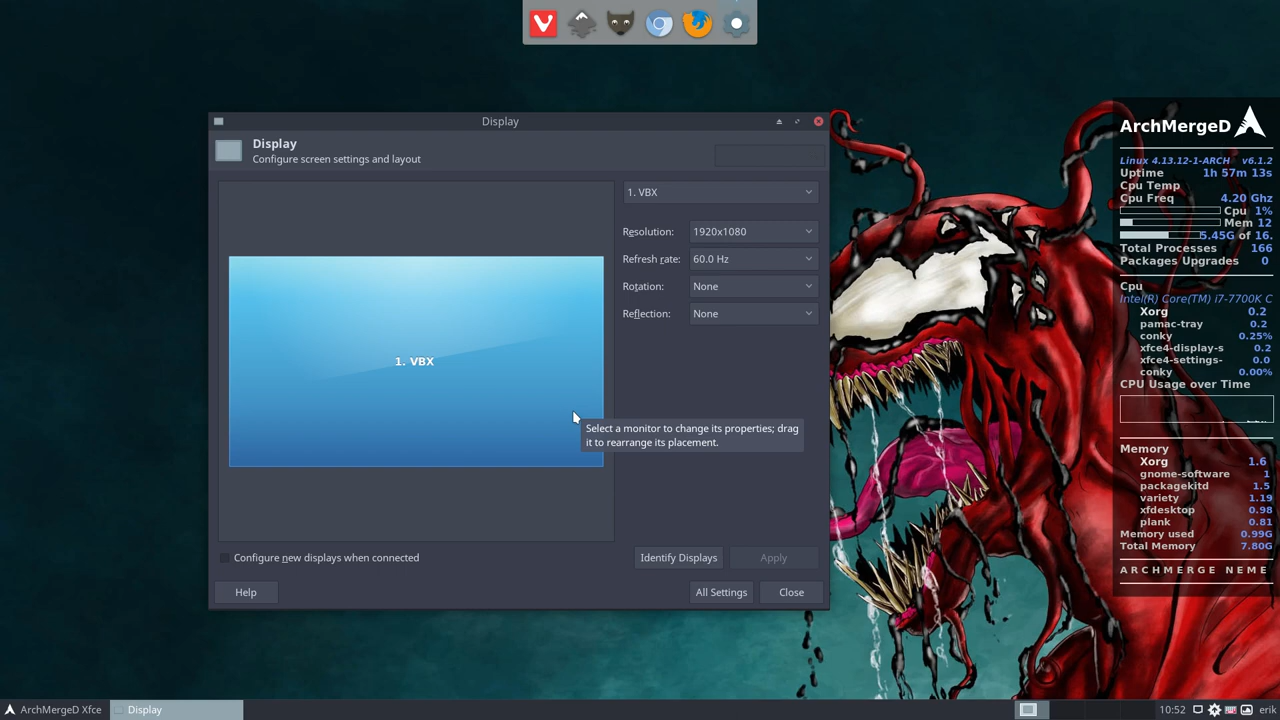 Display
Display
Configure screen settings and layout
1. VBX
Resolution: 1920x1080
Refresh rate: 60.0 Hz
Rotation: None
Reflection: None
1. VBX
Select a monitor to change its properties; drag
it to rearrange its placement.
Configure new displays when connected
Identify Displays
Apply
Help
All Settings
Close
ArchMergeD
Linux 4.13.12-1-ARCH v6.1.2
Uptime 1h 57m 13s
Cpu Temp
Cpu Freq 4.20 Ghz
Cpu 1%
Mem 12
5.45G of 16.
Total Processes 166
Packages Upgrades 0
Cpu
Intel(R) Core(TM) i7-7700K C
Xorg 0.2
pamac-tray 0.2
conky 0.25%
xfce4-display-s 0.2
xfce4-settings- 0.0
conky 0.00%
CPU Usage over Time
Memory
Xorg 1.6
gnome-software 1
packagekitd 1.5
variety 1.19
xfdesktop 0.98
plank 0.81
Memory used 0.99G
Total Memory 7.80G
ARCHMERGE NEME
ArchMergeD Xfce
Display
10:52
erik